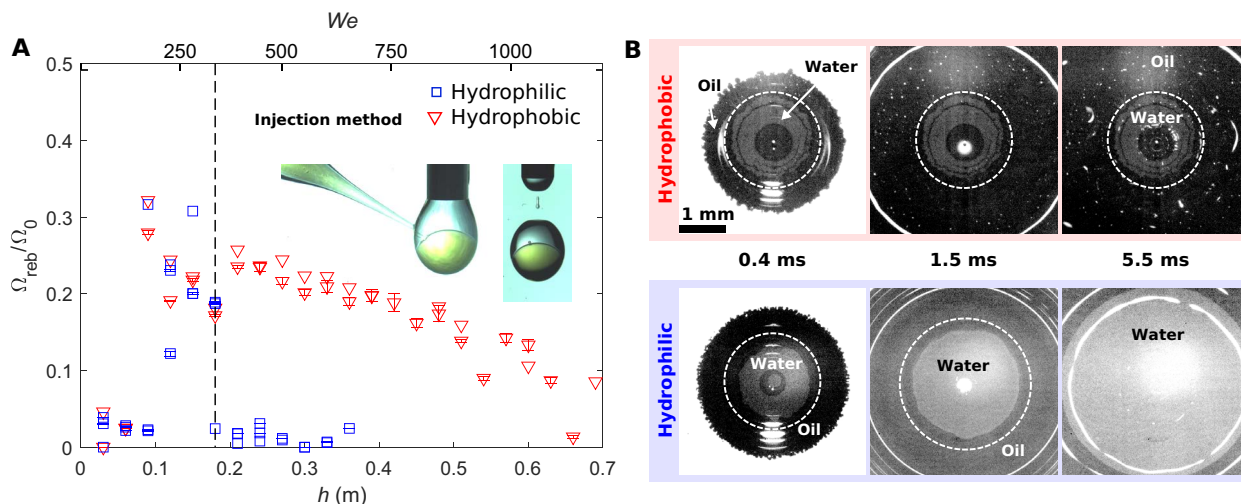 We
A
250
500
750
1000
0.5
0.4
0.3
0.2
0.1
0
Ω_reb/Ω_0
Hydrophilic
Hydrophobic
Injection method
0
0.1
0.2
0.3
0.4
0.5
0.6
0.7
h (m)
B
Hydrophobic
Oil
Water
1 mm
Oil
Water
0.4 ms
1.5 ms
5.5 ms
Hydrophilic
Water
Oil
Water
Oil
Water